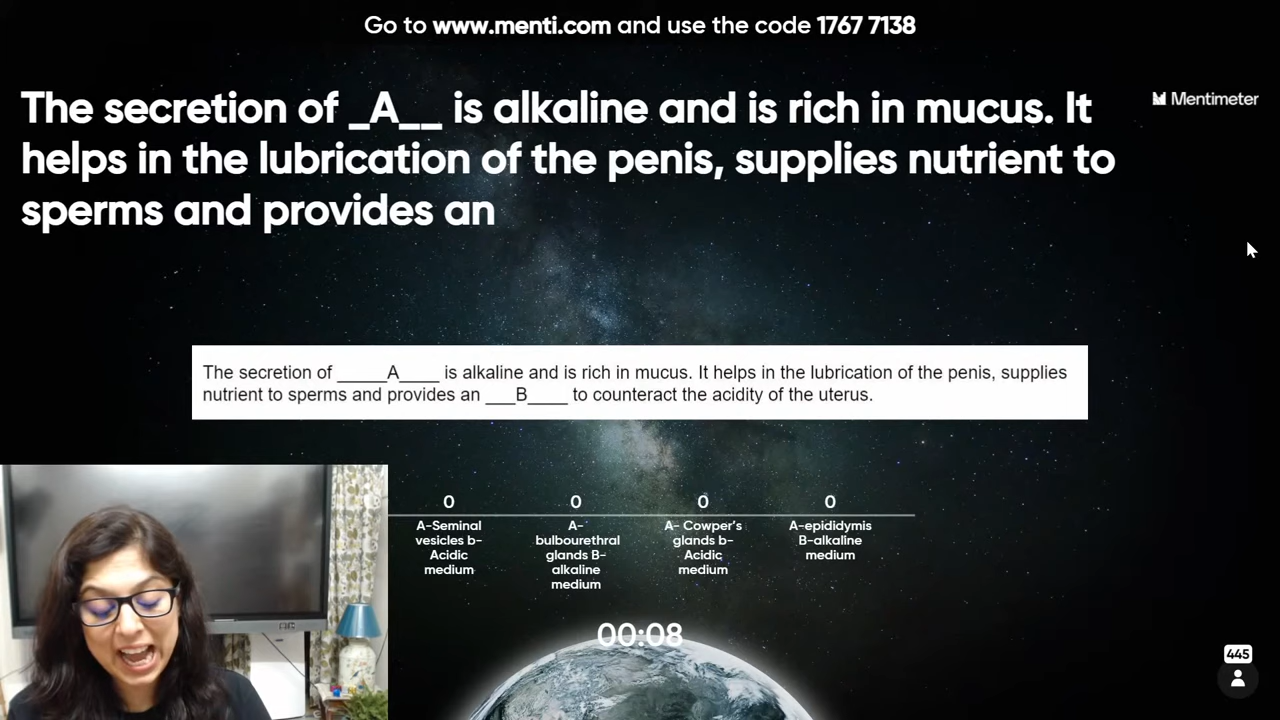 Go to www.menti.com and use the code 1767 7138
The secretion of _A__ is alkaline and is rich in mucus. It
helps in the lubrication of the penis, supplies nutrient to
sperms and provides an
Mentimeter
The secretion of _____A____ is alkaline and is rich in mucus. It helps in the lubrication of the penis, supplies
nutrient to sperms and provides an ___B____ to counteract the acidity of the uterus.
0
0
0
0
A-Seminal
vesicles b-
Acidic
medium
A-
bulbourethral
glands B-
alkaline
medium
A- Cowper's
glands b-
Acidic
medium
A-epididymis
B-alkaline
medium
00:08
445